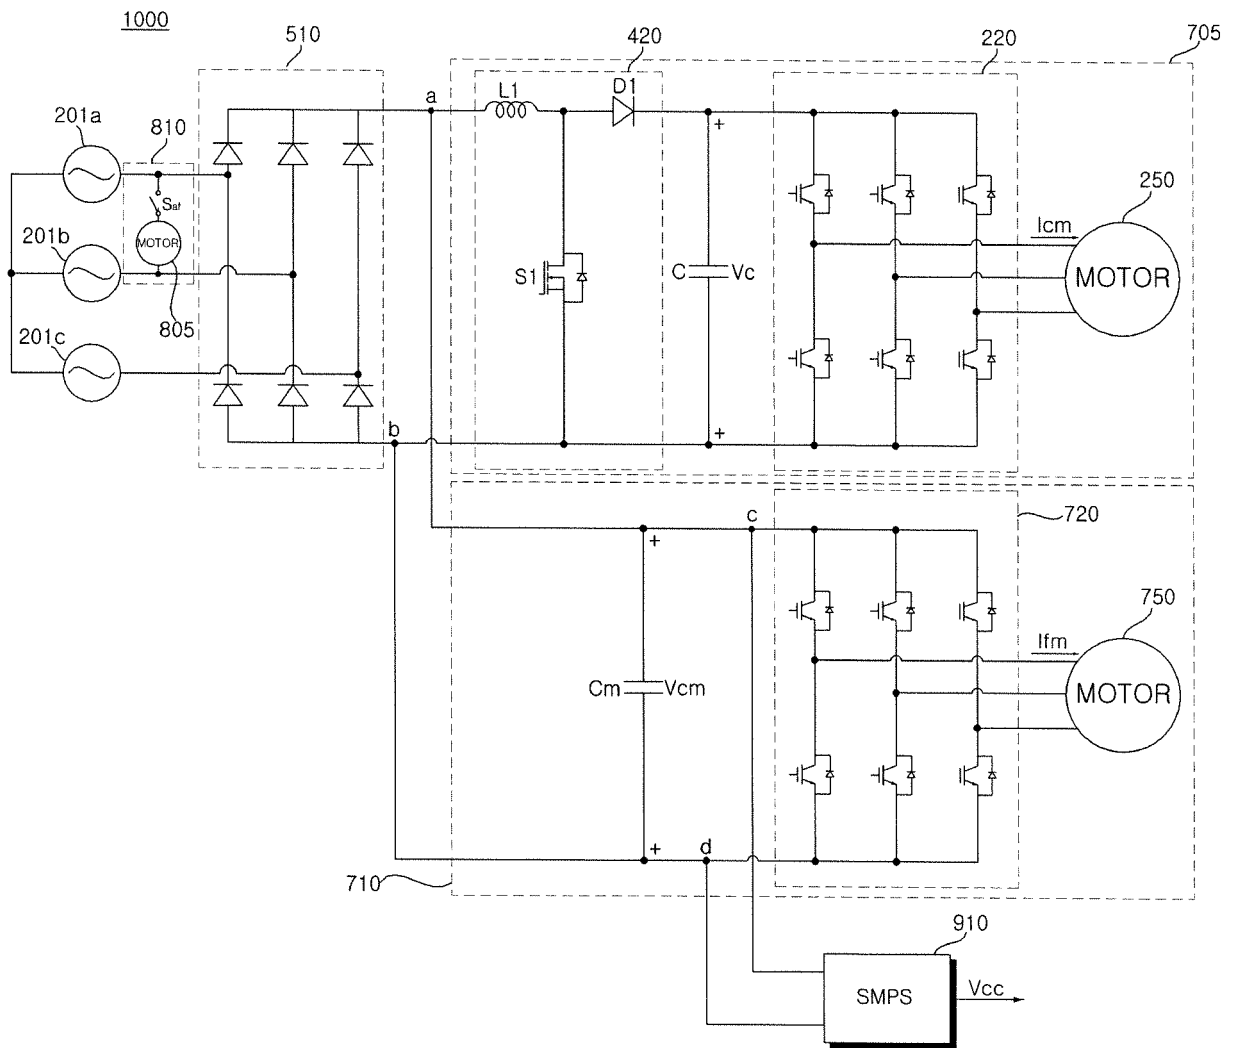 1000
510
420
220
705
201a
810
a
L1
D1
+
250
Saf
Icm
201b
MOTOR
S1
C
Vc
MOTOR
805
201c
b
+
c
720
+
750
Ifm
Cm
Vcm
MOTOR
+
d
710
910
SMPS
Vcc